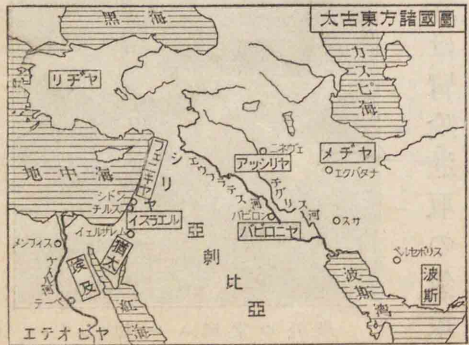 太古東方諸國圖
黒海
カスピ海
リヂヤ
地中海
フェニキヤ
シリヤ
アッシリヤ
ニネヴェ
メヂヤ
エクバタナ
エウフラテス河
チグリス河
シドン
チルス
イスラエル
イェルザレム
猶太
バビロン
バビロニヤ
スサ
亞剌比亞
メンフィス
ナイル河
埃及
テーベ
紅海
エテオピヤ
波斯灣
ペルセポリス
波斯